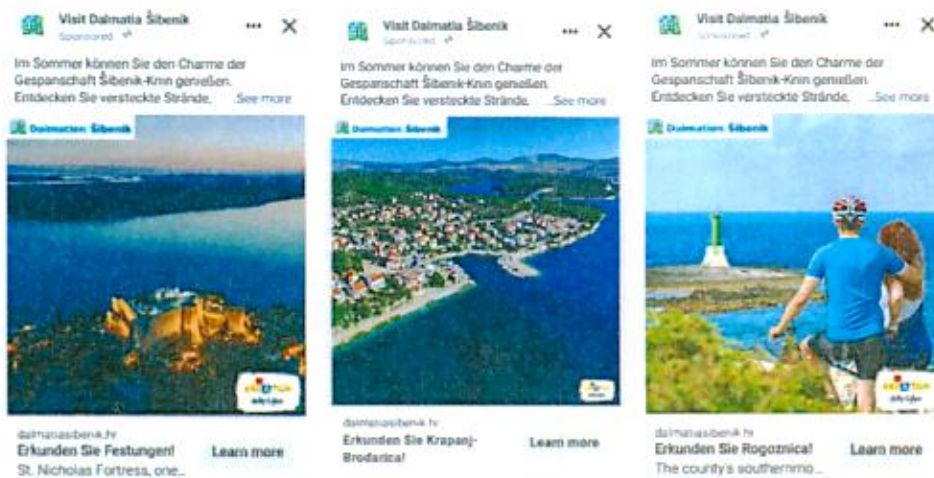 Visit Dalmatia Šibenik
Sponsored
Im Sommer können Sie den Charme der
Gespanschaft Šibenik-Knin genießen.
Entdecken Sie versteckte Strände, ...See more
Dalmatien Šibenik
dalmatiasibenik.hr
Erkunden Sie Festungen!
St. Nicholas Fortress, one...
Learn more
Visit Dalmatia Šibenik
Sponsored
Im Sommer können Sie den Charme der
Gespanschaft Šibenik-Knin genießen.
Entdecken Sie versteckte Strände, ...See more
Dalmatien Šibenik
dalmatiasibenik.hr
Erkunden Sie Krapanj-
Brodarica!
Learn more
Visit Dalmatia Šibenik
Sponsored
Im Sommer können Sie den Charme der
Gespanschaft Šibenik-Knin genießen.
Entdecken Sie versteckte Strände, ...See more
Dalmatien Šibenik
dalmatiasibenik.hr
Erkunden Sie Rogoznica!
The county's southernmo...
Learn more